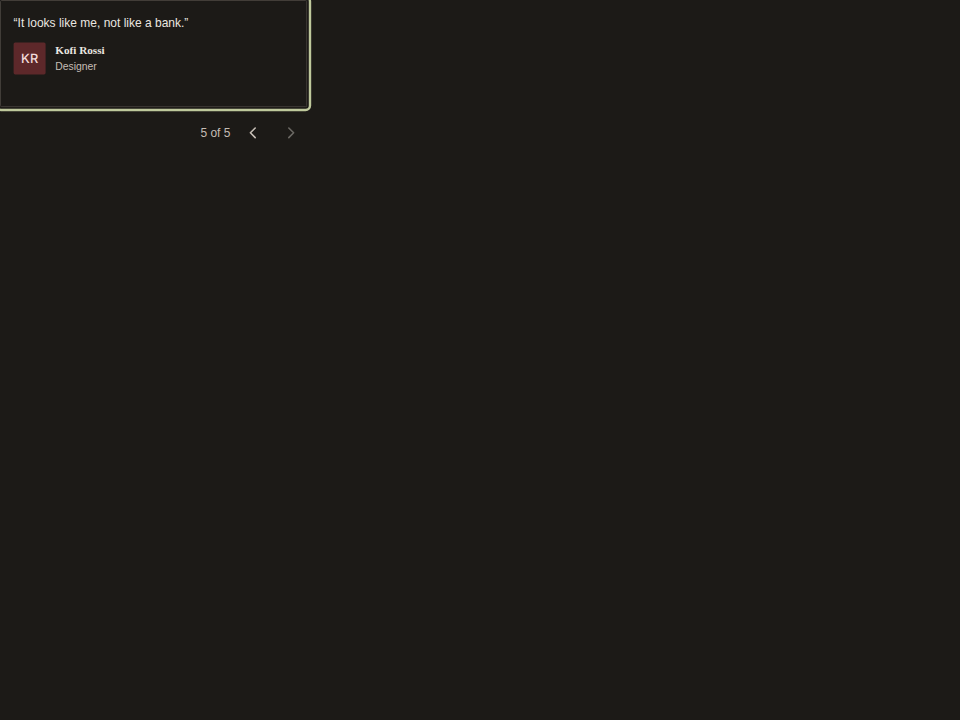 “It looks like me, not like a bank.”
KR
Kofi Rossi
Designer
5 of 5